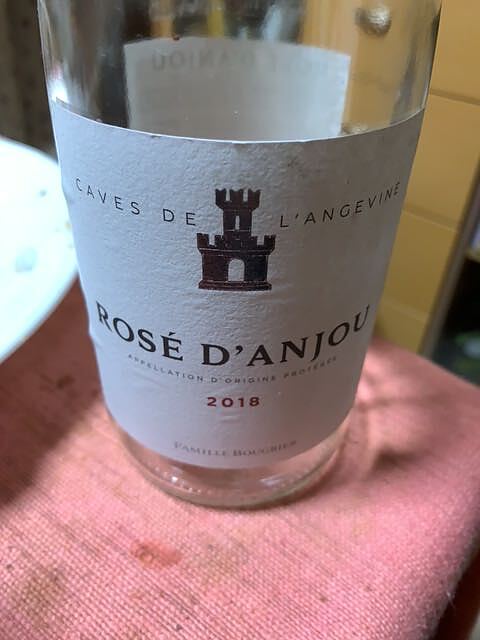 CAVES DE L'ANGEVINE
ROSÉ D'ANJOU
APPELLATION D'ORIGINE PROTÉGÉE
2018
FAMILLE BOUGRIER